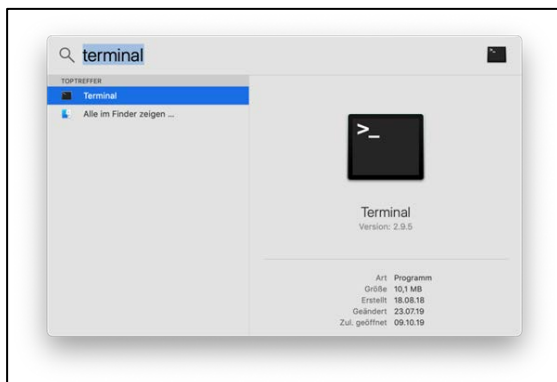 terminal
TOPTREFFER
Terminal
Alle im Finder zeigen ...
>_
Terminal
Version: 2.9.5
Art Programm
Größe 10,1 MB
Erstellt 18.08.18
Geändert 23.07.19
Zul. geöffnet 09.10.19